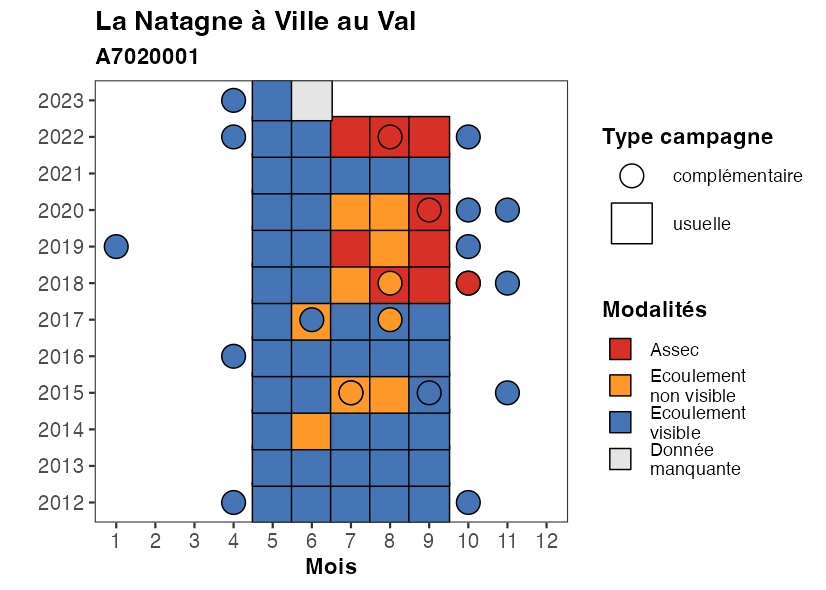 La Natagne à Ville au Val
A7020001
2023
2022
2021
2020
2019
2018
2017
2016
2015
2014
2013
2012
1 2 3 4 5 6 7 8 9 10 11 12
Mois
Type campagne
complémentaire
usuelle
Modalités
Assec
Ecoulement
non visible
Ecoulement
visible
Donnée
manquante